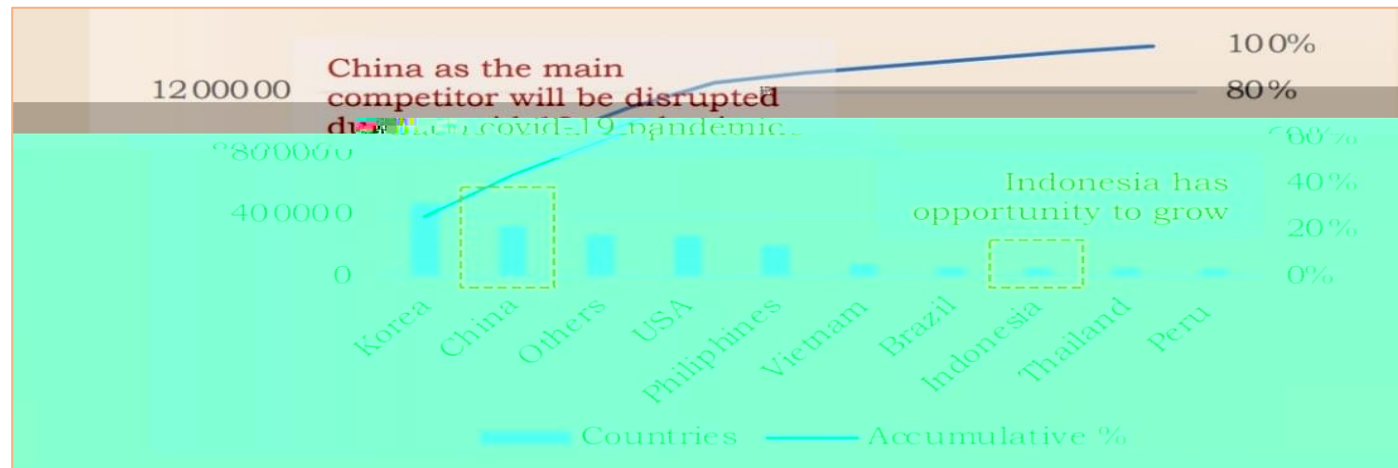 China as the main
competitor will be disrupted
covid-19 pandemic
100%
1200000
80%
60%
800000
40%
Indonesia has
opportunity to grow
400000
20%
0
0%
Korea
China
Others
USA
Philiphines
Vietnam
Brazil
Indonesia
Thailand
Peru
Countries
Accumulative %